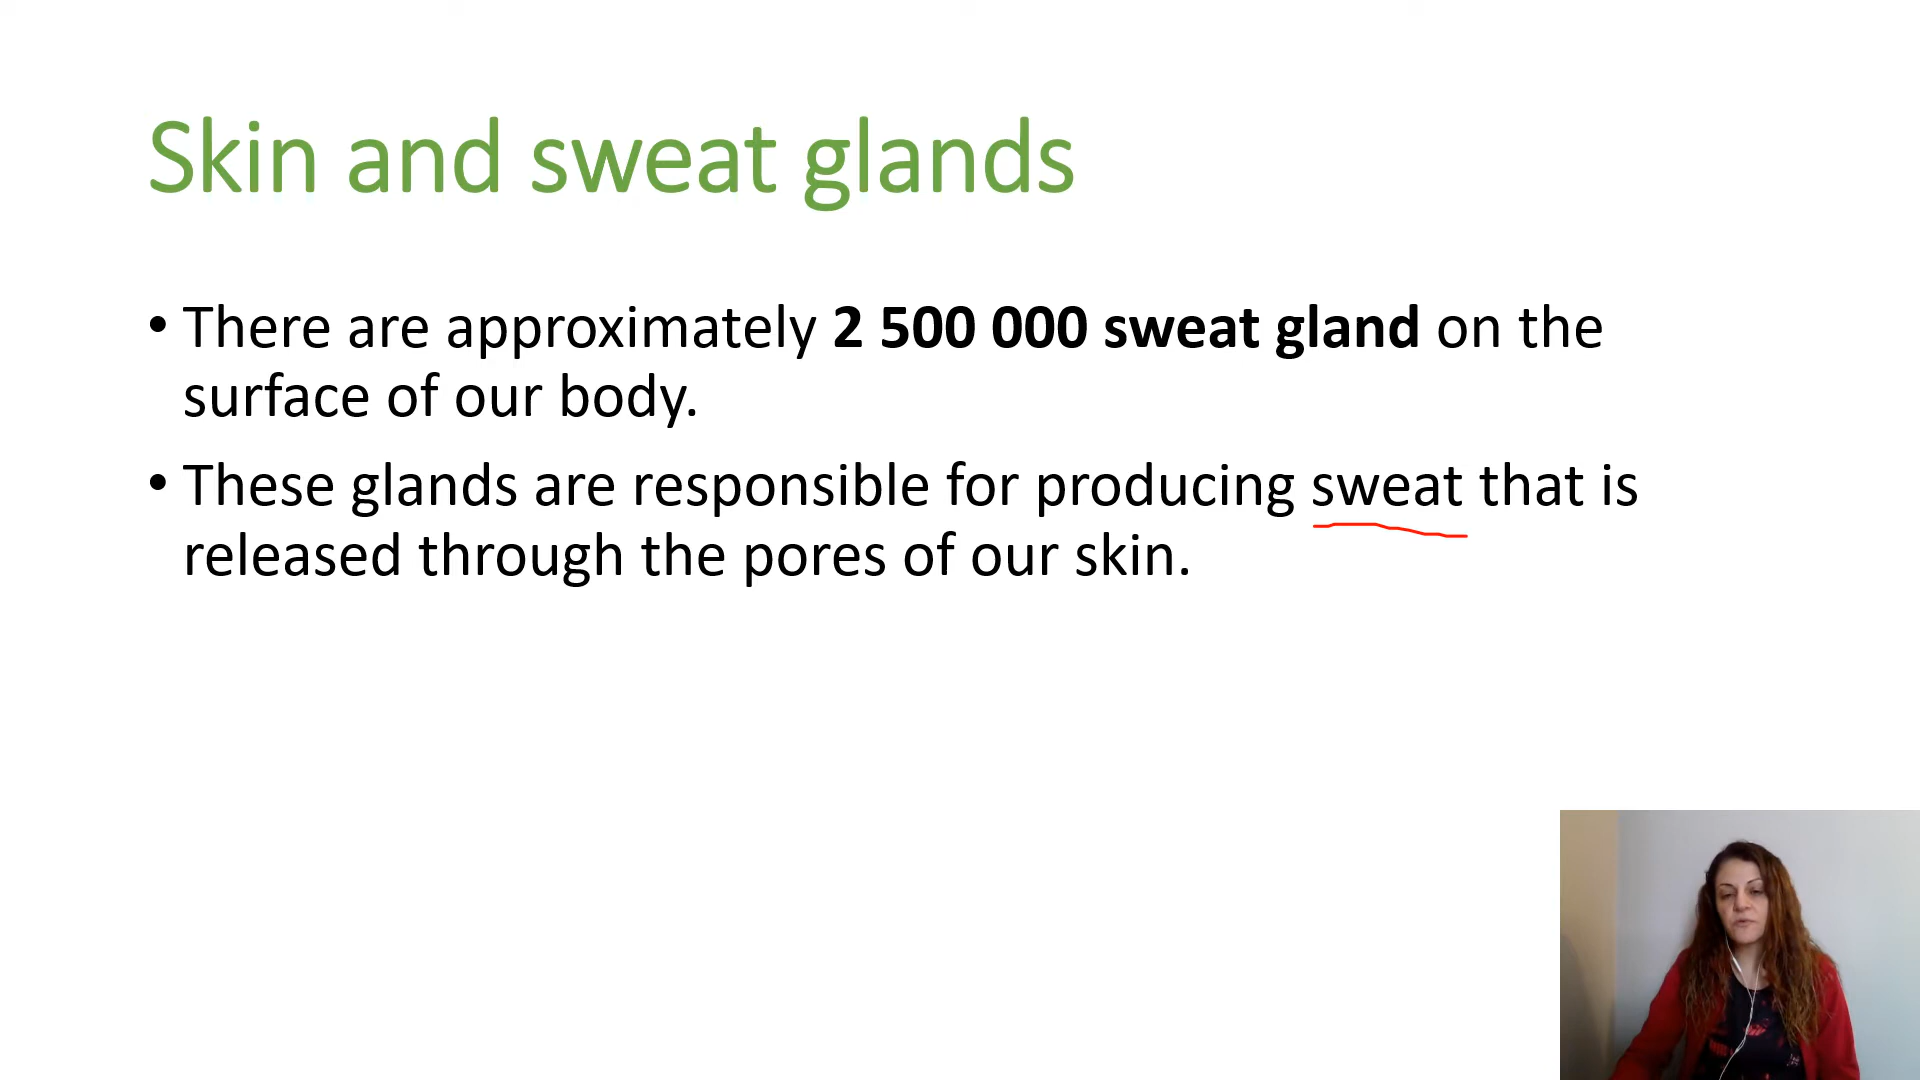 Skin and sweat glands
• There are approximately 2 500 000 sweat gland on the
surface of our body.
• These glands are responsible for producing sweat that is
released through the pores of our skin.